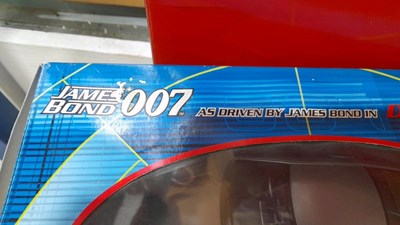 JAMES BOND 007
AS DRIVEN BY JAMES BOND IN